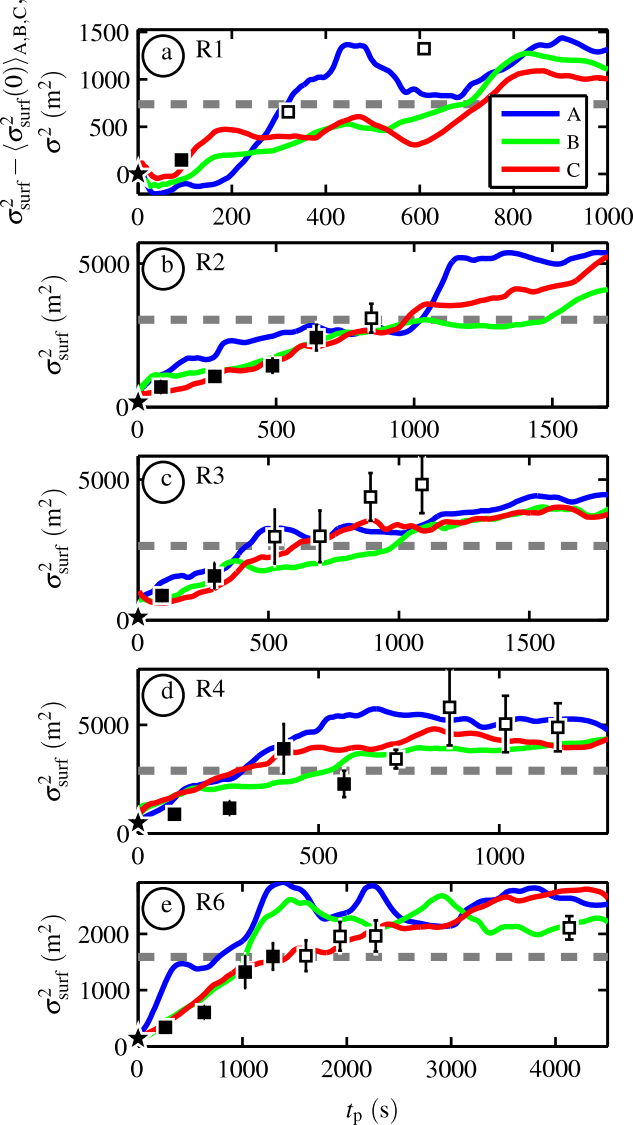 σ²surf − ⟨σ²surf(0)⟩A,B,C,
σ² (m²)
a R1
1500
1000
500
0
A
B
C
0 200 400 600 800 1000
b R2
σ²surf (m²)
5000
0
0 500 1000 1500
c R3
σ²surf (m²)
5000
0
0 500 1000 1500
d R4
σ²surf (m²)
5000
0
0 500 1000
e R6
σ²surf (m²)
2000
1000
0
0 1000 2000 3000 4000
tp (s)